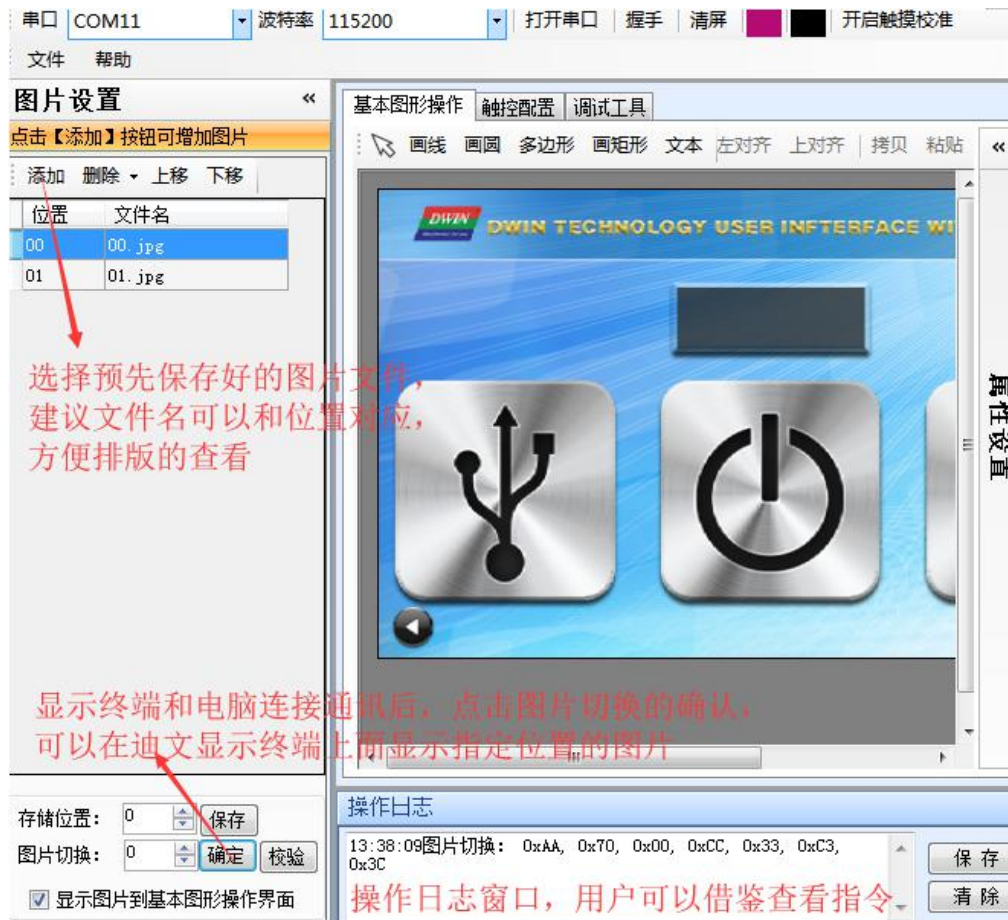 串口 COM11 波特率 115200 打开串口 握手 清屏 开启触摸校准
文件 帮助
图片设置 «
点击【添加】按钮可增加图片
添加 删除 上移 下移
位置 文件名
00 00.jpg
01 01.jpg
选择预先保存好的图片文件，
建议文件名可以和位置对应，
方便排版的查看
基本图形操作 触控配置 调试工具
画线 画圆 多边形 画矩形 文本 左对齐 上对齐 拷贝 粘贴 «
DWIN DWIN TECHNOLOGY USER INFTERFACE WI
属性设置
显示终端和电脑连接通讯后，点击图片切换的确认，
可以在迪文显示终端上面显示指定位置的图片
存储位置： 0 保存
图片切换： 0 确定 校验
显示图片到基本图形操作界面
操作日志
13:38:09图片切换： 0xAA, 0x70, 0x00, 0xCC, 0x33, 0xC3,
0x3C
保存
清除
操作日志窗口，用户可以借鉴查看指令